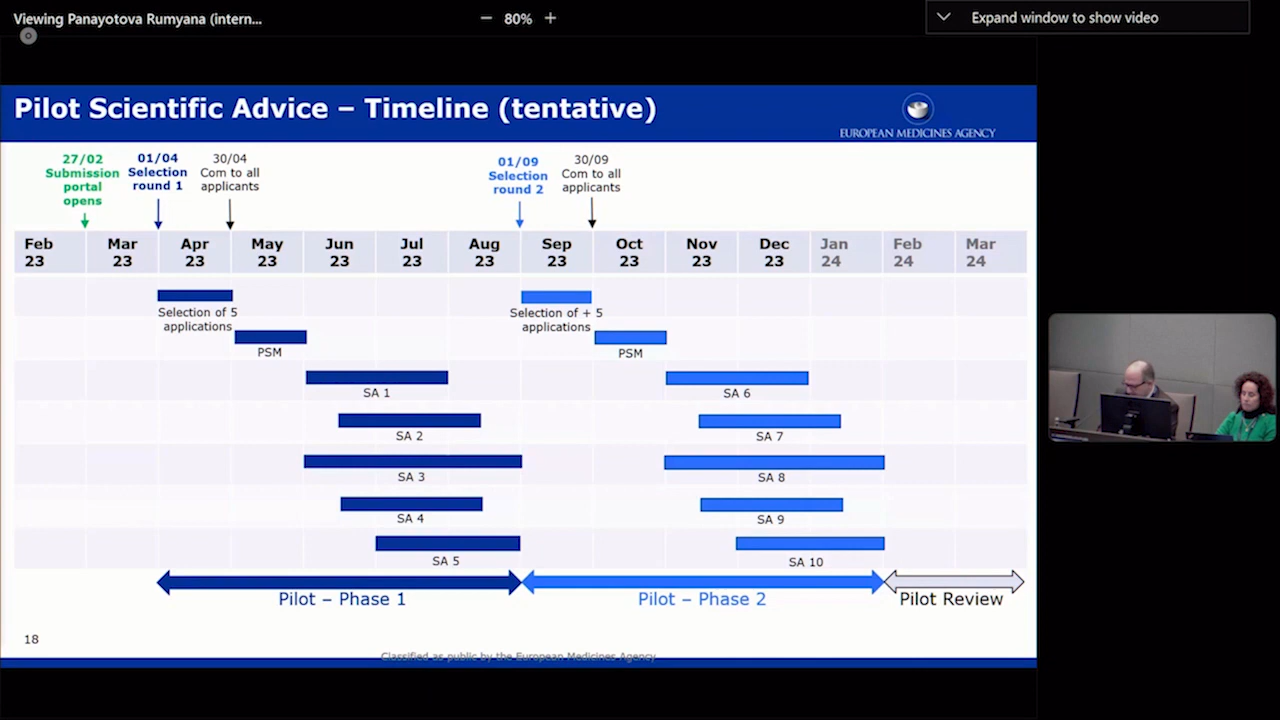 Viewing Panayotova Rumyana (intern...
80%
Expand window to show video
Pilot Scientific Advice – Timeline (tentative)
EUROPEAN MEDICINES AGENCY
27/02
Submission
portal
opens
01/04
Selection
round 1
30/04
Com to all
applicants
01/09
Selection
round 2
30/09
Com to all
applicants
Feb
23
Mar
23
Apr
23
May
23
Jun
23
Jul
23
Aug
23
Sep
23
Oct
23
Nov
23
Dec
23
Jan
24
Feb
24
Mar
24
Selection of 5
applications
Selection of + 5
applications
PSM
PSM
SA 1
SA 6
SA 2
SA 7
SA 3
SA 8
SA 4
SA 9
SA 5
SA 10
Pilot – Phase 1
Pilot – Phase 2
Pilot Review
18
Classified as public by the European Medicines Agency